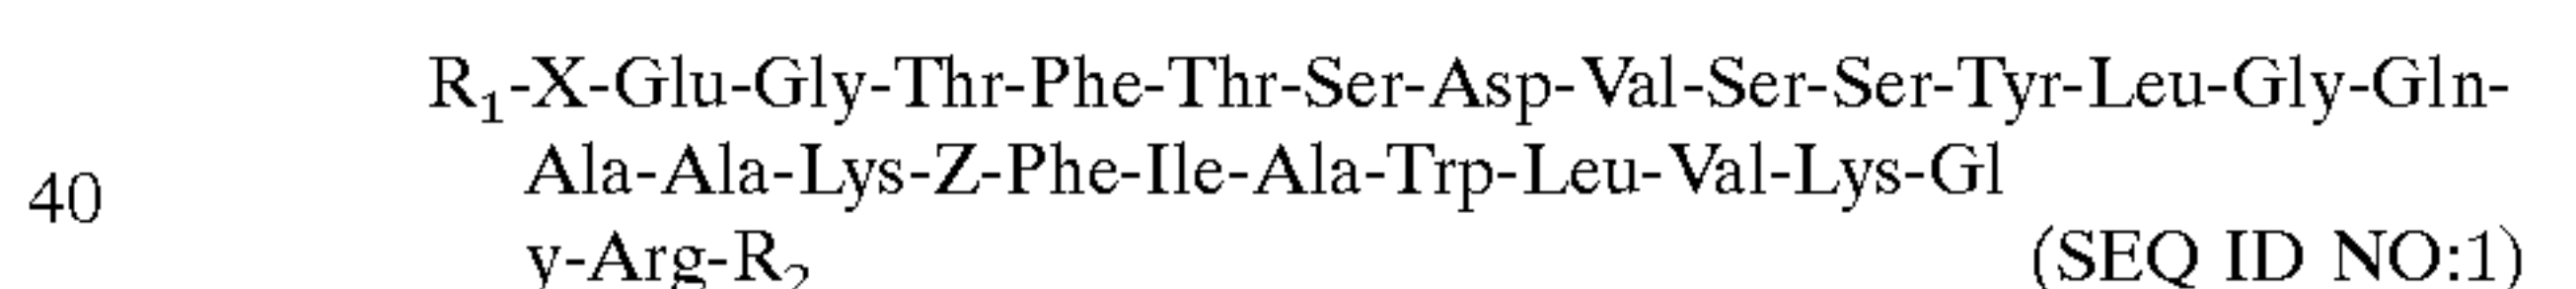 R₁-X-Glu-Gly-Thr-Phe-Thr-Ser-Asp-Val-Ser-Ser-Tyr-Leu-Gly-Gln-
40 Ala-Ala-Lys-Z-Phe-Ile-Ala-Trp-Leu-Val-Lys-Gl
y-Arg-R₂ (SEQ ID NO:1)